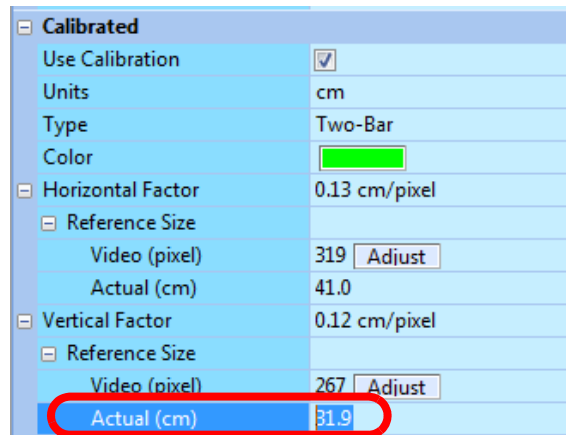 Calibrated
Use Calibration
Units cm
Type Two-Bar
Color
Horizontal Factor 0.13 cm/pixel
Reference Size
Video (pixel) 319 Adjust
Actual (cm) 41.0
Vertical Factor 0.12 cm/pixel
Reference Size
Video (pixel) 267 Adjust
Actual (cm) 31.9